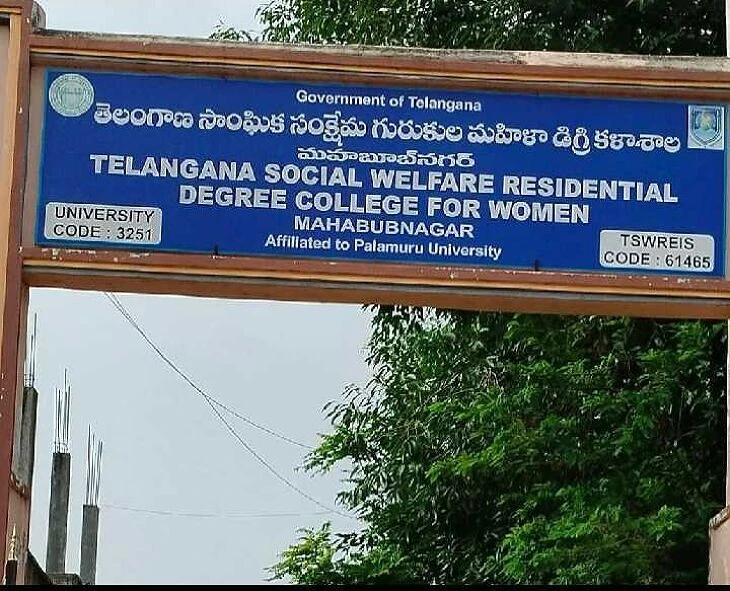 Government of Telangana
తెలంగాణ సాంఘిక సంక్షేమ గురుకుల మహిళా డిగ్రీ కళాశాల
మహబూబ్‌నగర్
TELANGANA SOCIAL WELFARE RESIDENTIAL
DEGREE COLLEGE FOR WOMEN
MAHABUBNAGAR
Affiliated to Palamuru University
UNIVERSITY
CODE : 3251
TSWREIS
CODE : 61465